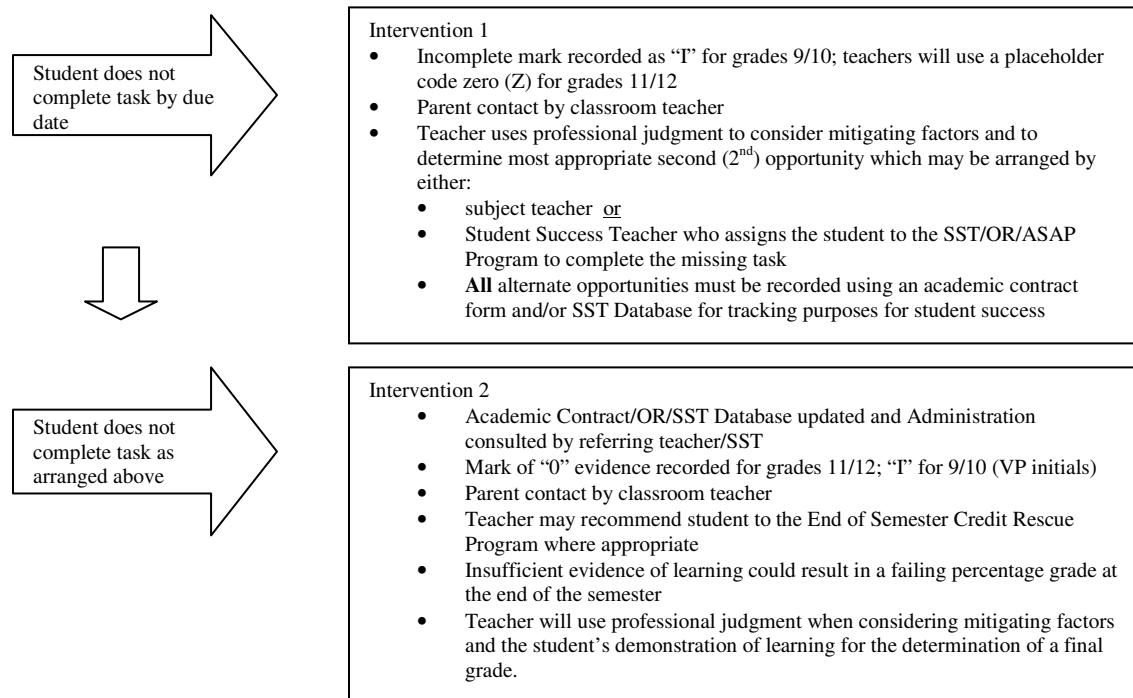 Student does not
complete task by due
date
Intervention 1
• Incomplete mark recorded as “I” for grades 9/10; teachers will use a placeholder
code zero (Z) for grades 11/12
• Parent contact by classroom teacher
• Teacher uses professional judgment to consider mitigating factors and to
determine most appropriate second (2nd) opportunity which may be arranged by
either:
• subject teacher or
• Student Success Teacher who assigns the student to the SST/OR/ASAP
Program to complete the missing task
• All alternate opportunities must be recorded using an academic contract
form and/or SST Database for tracking purposes for student success
Student does not
complete task as
arranged above
Intervention 2
• Academic Contract/OR/SST Database updated and Administration
consulted by referring teacher/SST
• Mark of “0” evidence recorded for grades 11/12; “I” for 9/10 (VP initials)
• Parent contact by classroom teacher
• Teacher may recommend student to the End of Semester Credit Rescue
Program where appropriate
• Insufficient evidence of learning could result in a failing percentage grade at
the end of the semester
• Teacher will use professional judgment when considering mitigating factors
and the student’s demonstration of learning for the determination of a final
grade.